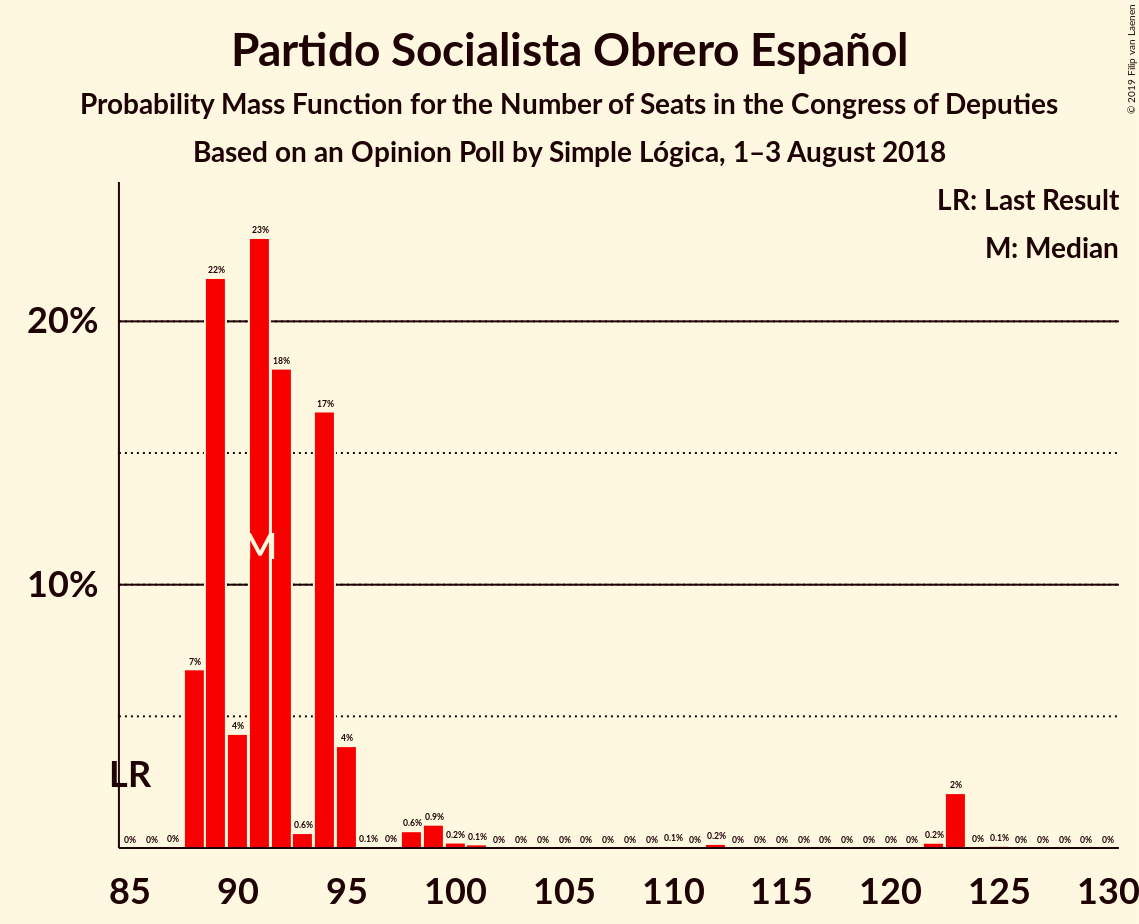 Partido Socialista Obrero Español
Probability Mass Function for the Number of Seats in the Congress of Deputies
Based on an Opinion Poll by Simple Lógica, 1–3 August 2018
© 2019 Filip van Laenen
LR: Last Result
M: Median
20%
10%
LR
M
0% 0% 0% 7% 22% 4% 23% 18% 0.6% 17% 4% 0.1% 0% 0.6% 0.9% 0.2% 0.1% 0% 0% 0% 0% 0% 0% 0% 0% 0.1% 0% 0.2% 0% 0% 0% 0% 0% 0% 0% 0% 0% 0.2% 2% 0% 0.1% 0% 0% 0% 0% 0%
85 90 95 100 105 110 115 120 125 130